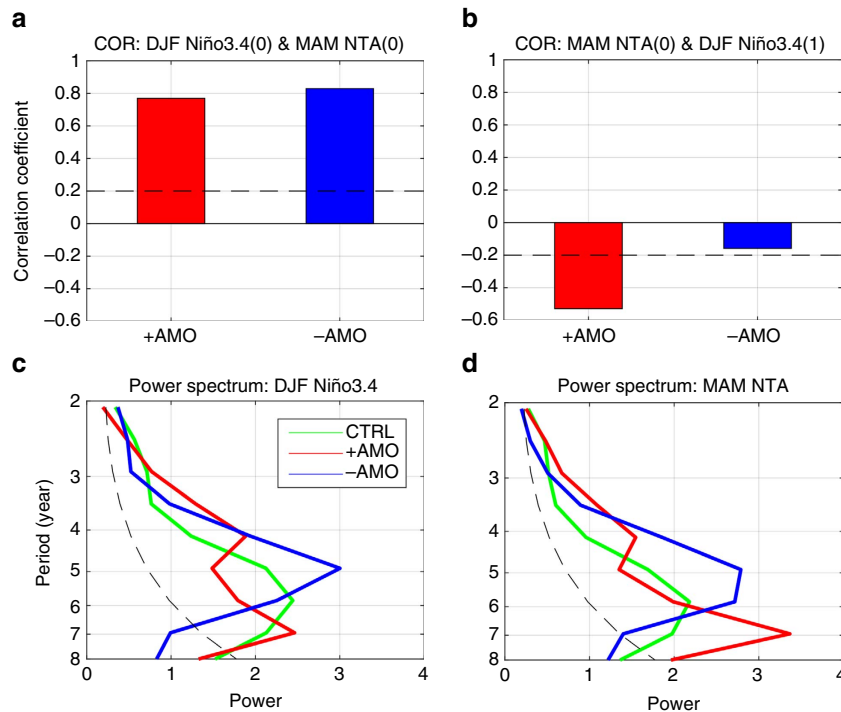 a
COR: DJF Niño3.4(0) & MAM NTA(0)
1
0.8
0.6
0.4
0.2
0
–0.2
–0.4
–0.6
Correlation coefficient
+AMO
–AMO
b
COR: MAM NTA(0) & DJF Niño3.4(1)
1
0.8
0.6
0.4
0.2
0
–0.2
–0.4
–0.6
+AMO
–AMO
c
Power spectrum: DJF Niño3.4
2
3
4
5
6
7
8
Period (year)
CTRL
+AMO
–AMO
0 1 2 3 4
Power
d
Power spectrum: MAM NTA
2
3
4
5
6
7
8
0 1 2 3 4
Power